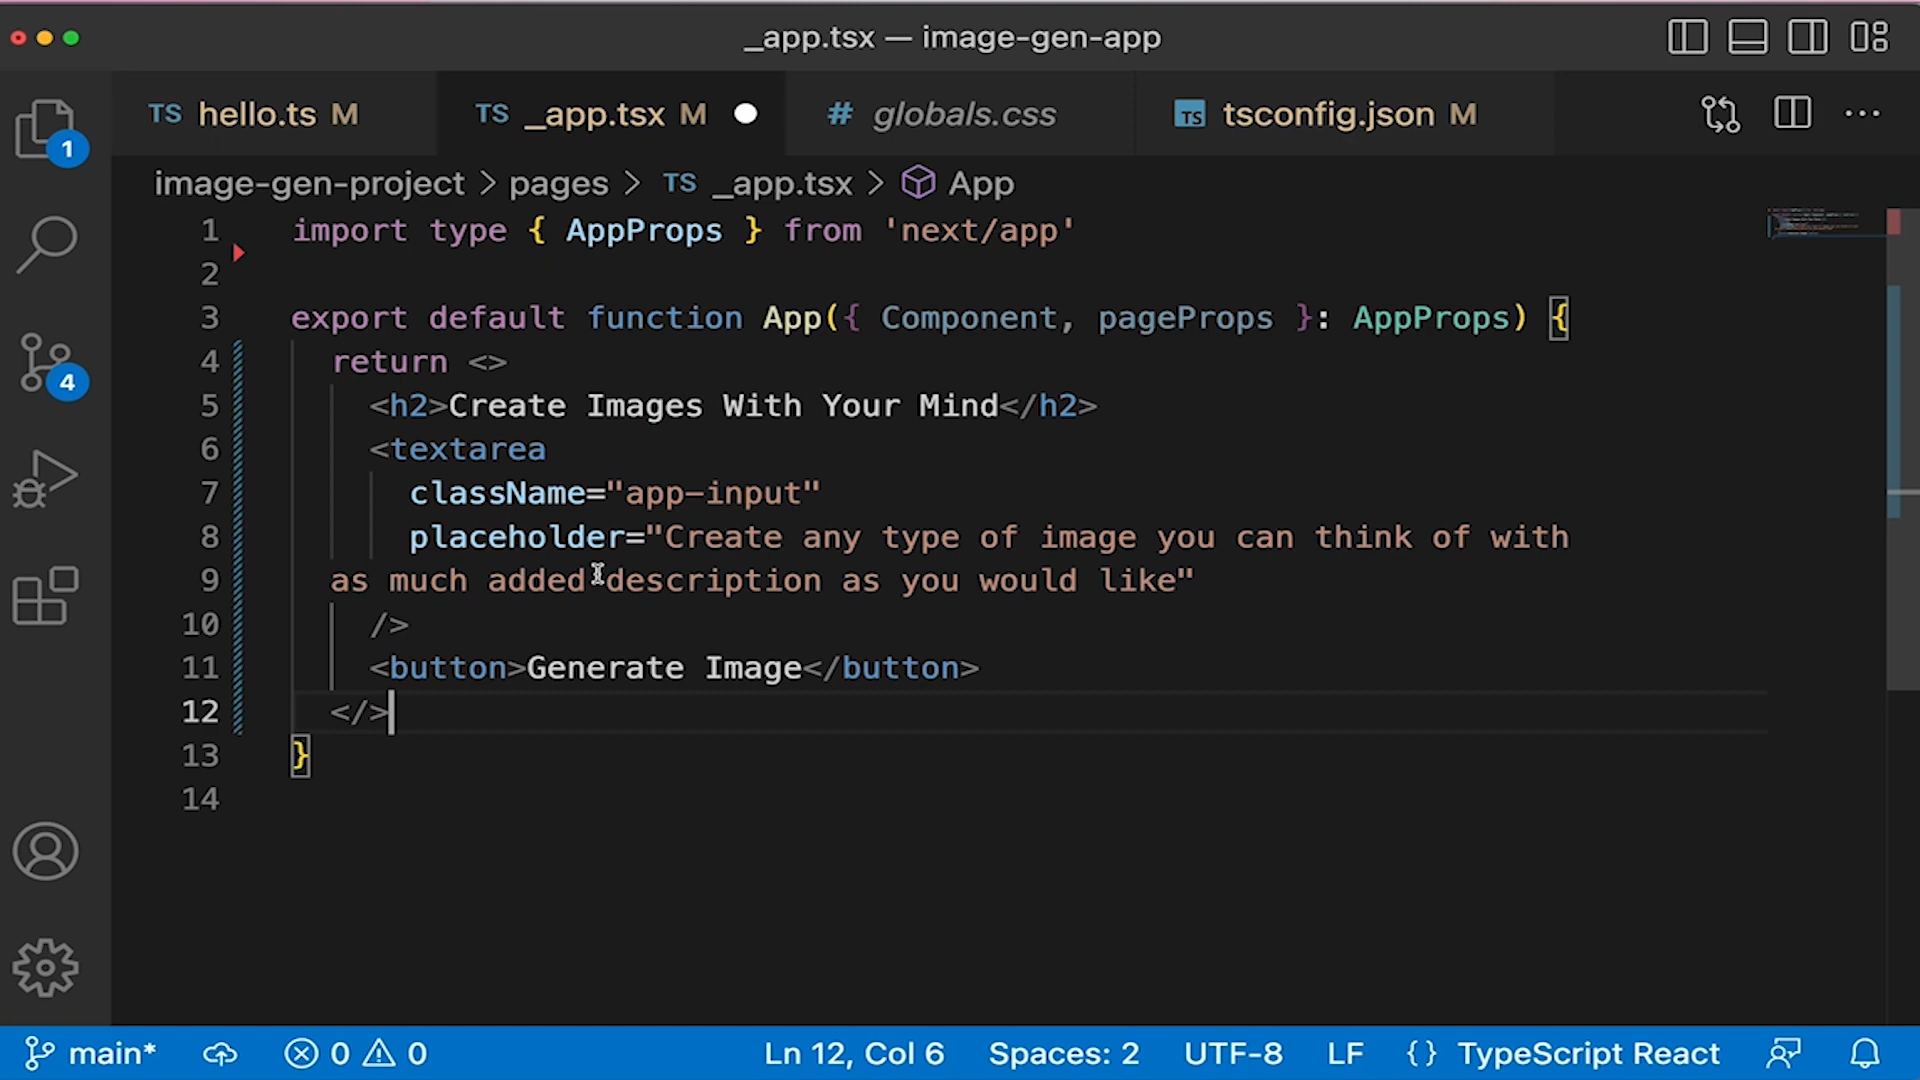 _app.tsx — image-gen-app
TS hello.ts M
TS _app.tsx M
# globals.css
TS tsconfig.json M
image-gen-project > pages > TS _app.tsx > App
1 import type { AppProps } from 'next/app'
2
3 export default function App({ Component, pageProps }: AppProps) {
4 return <>
5 <h2>Create Images With Your Mind</h2>
6 <textarea
7 className="app-input"
8 placeholder="Create any type of image you can think of with
9 as much added description as you would like"
10 />
11 <button>Generate Image</button>
12 </>
13 }
14
1
4
main* 0 0 Ln 12, Col 6 Spaces: 2 UTF-8 LF {} TypeScript React